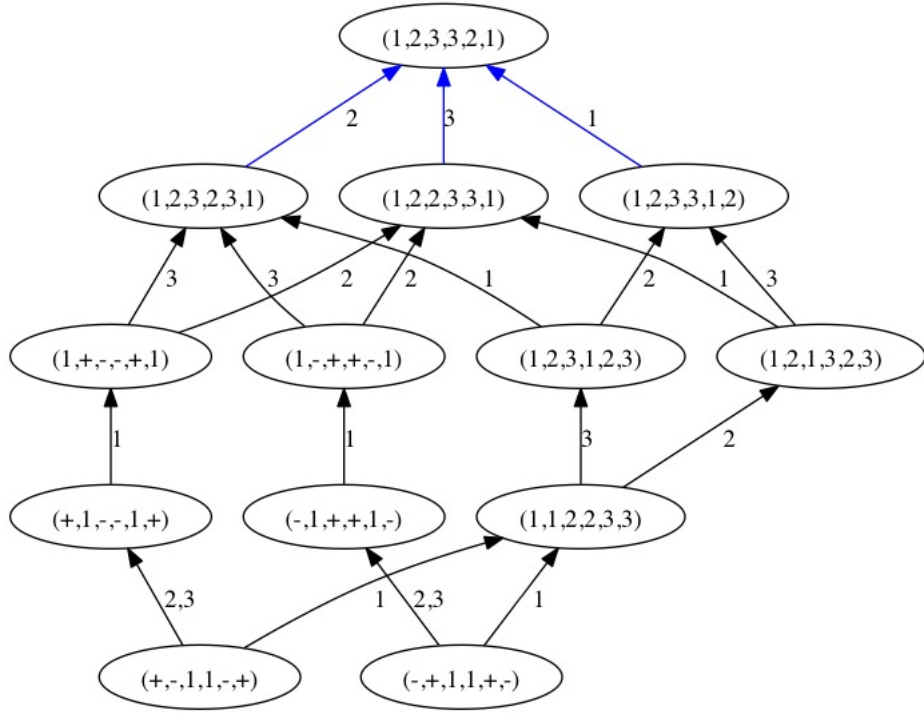 (1,2,3,3,2,1)
2 3 1
(1,2,3,2,3,1) (1,2,2,3,3,1) (1,2,3,3,1,2)
3 3 2 2 1 2 1 3
(1,+,-,-,+,1) (1,-,+,+,-,1) (1,2,3,1,2,3) (1,2,1,3,2,3)
1 1 3 2
(+,1,-,-,1,+) (-,1,+,+,1,-) (1,1,2,2,3,3)
2,3 1 2,3 1
(+,-,1,1,-,+) (-,+,1,1,+,-)